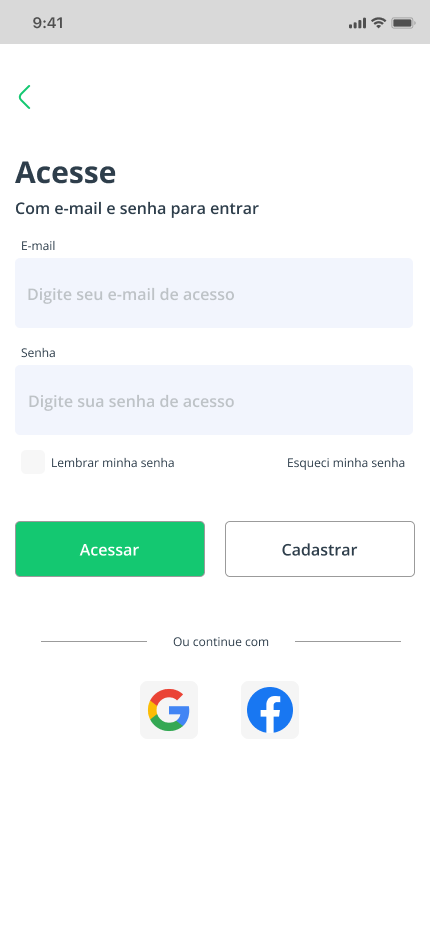 9:41
Acesse
Com e-mail e senha para entrar
E-mail
Digite seu e-mail de acesso
Senha
Digite sua senha de acesso
Lembrar minha senha Esqueci minha senha
Acessar Cadastrar
Ou continue com